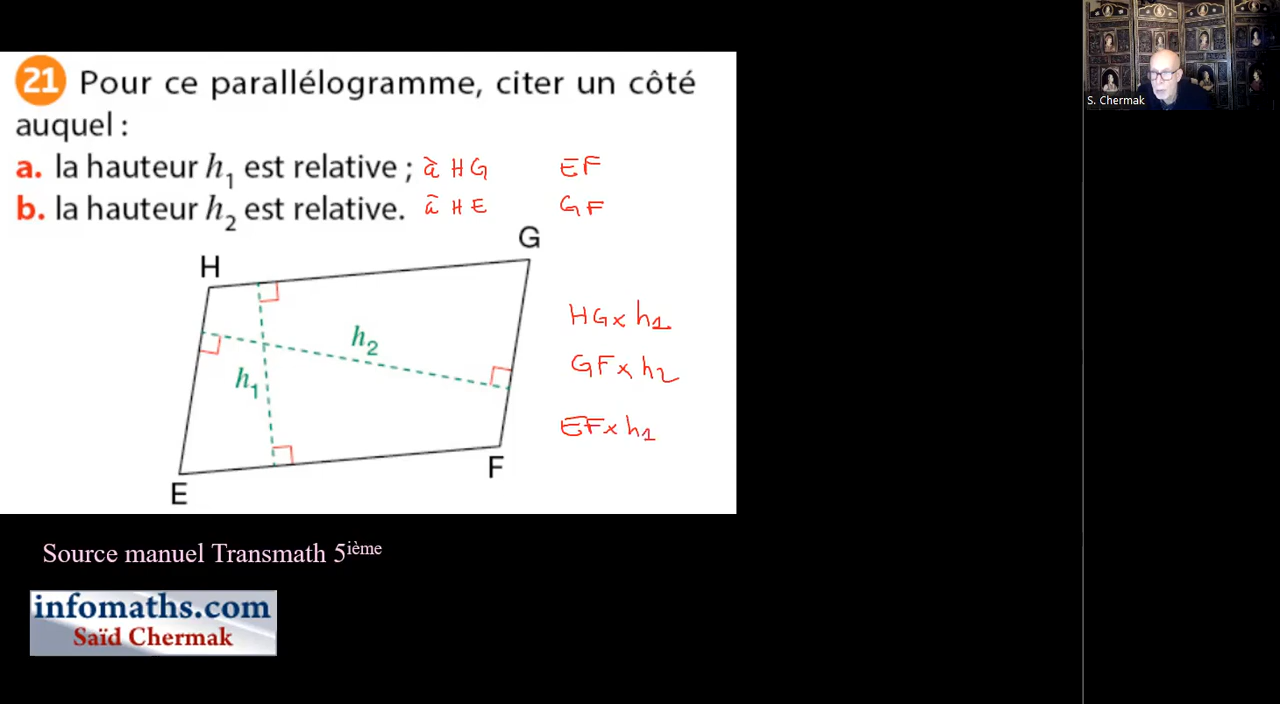 21 Pour ce parallélogramme, citer un côté
auquel :
a. la hauteur h1 est relative ; à HG EF
b. la hauteur h2 est relative. à HE GF
G
H
HG x h1
h2
GF x h2
h1
EF x h1
F
E
Source manuel Transmath 5ième
infomaths.com
Saïd Chermak
S. Chermak